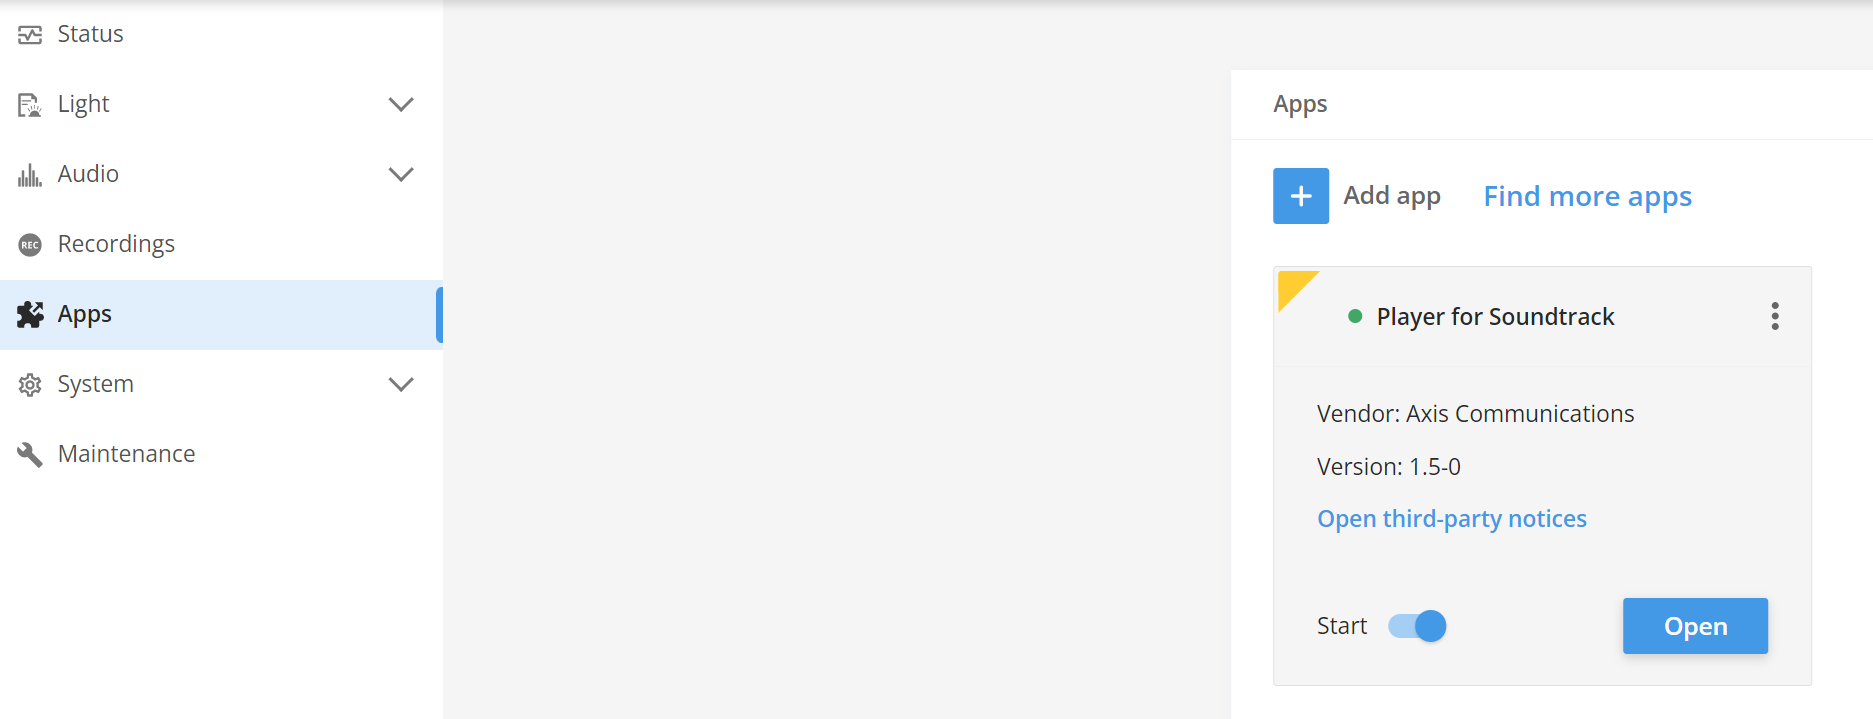 Status
Light
Audio
Recordings
Apps
System
Maintenance
Apps
Add app Find more apps
Player for Soundtrack
Vendor: Axis Communications
Version: 1.5-0
Open third-party notices
Start Open